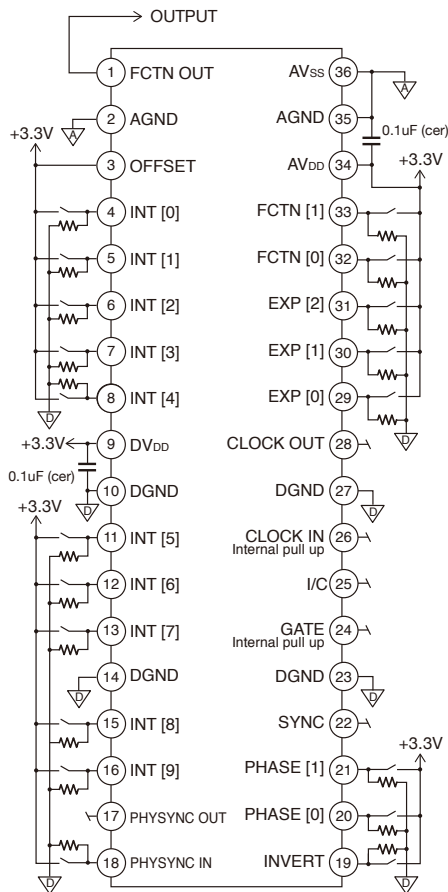 OUTPUT
1 FCTN OUT
AVSS 36
A
2 AGND
A
AGND 35
0.1uF (cer)
+3.3V
3 OFFSET
AVDD 34
+3.3V
4 INT [0]
FCTN [1] 33
5 INT [1]
FCTN [0] 32
6 INT [2]
EXP [2] 31
7 INT [3]
EXP [1] 30
8 INT [4]
EXP [0] 29
D
D
+3.3V
9 DVDD
CLOCK OUT 28
0.1uF (cer)
10 DGND
D
DGND 27
D
+3.3V
11 INT [5]
CLOCK IN 26
Internal pull up
12 INT [6]
I/C 25
13 INT [7]
GATE 24
Internal pull up
D
14 DGND
DGND 23
D
15 INT [8]
SYNC 22
+3.3V
16 INT [9]
PHASE [1] 21
17 PHYSYNC OUT
PHASE [0] 20
18 PHYSYNC IN
INVERT 19
D
D